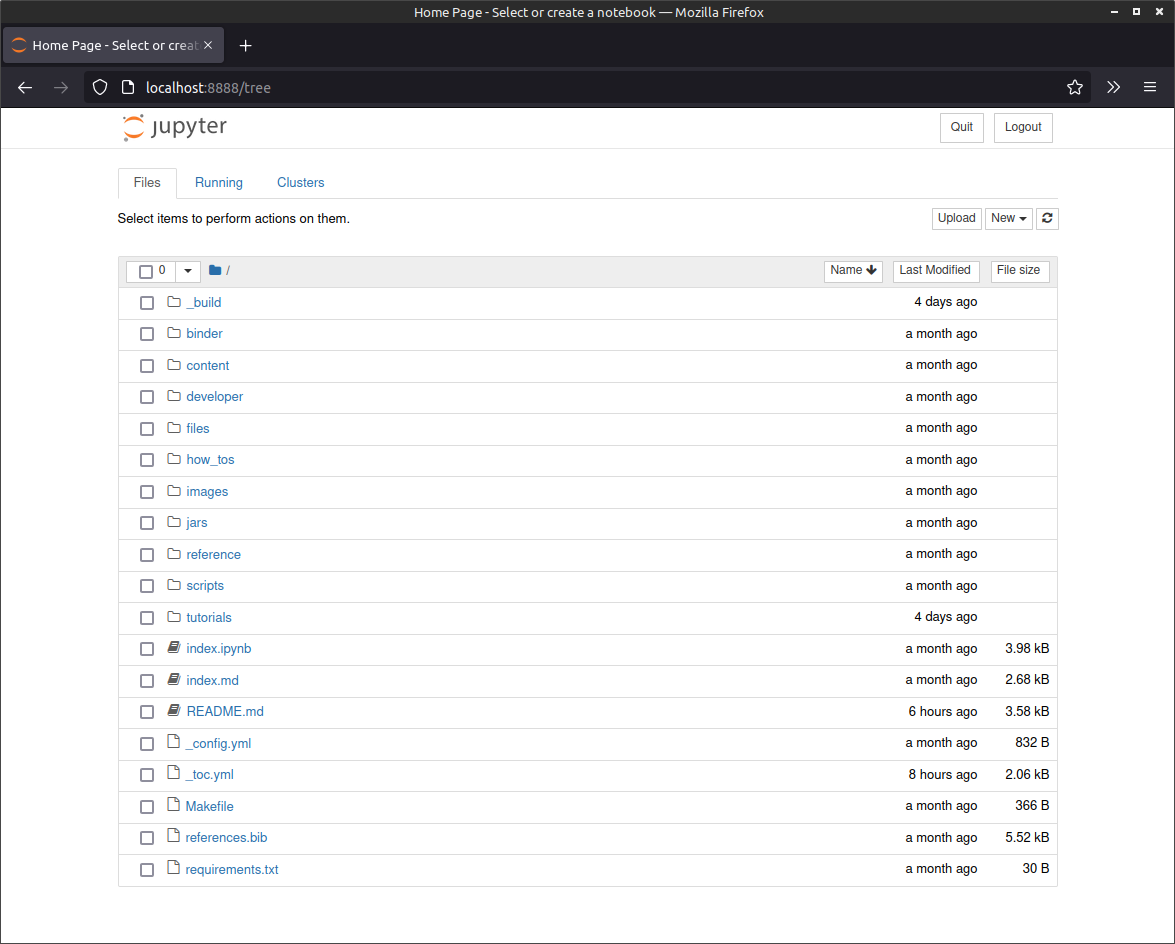 Home Page - Select or create a notebook — Mozilla Firefox
Home Page - Select or creat
localhost:8888/tree
jupyter Quit Logout
Files Running Clusters
Select items to perform actions on them. Upload New
0 / Name Last Modified File size
_build 4 days ago
binder a month ago
content a month ago
developer a month ago
files a month ago
how_tos a month ago
images a month ago
jars a month ago
reference a month ago
scripts a month ago
tutorials 4 days ago
index.ipynb a month ago 3.98 kB
index.md a month ago 2.68 kB
README.md 6 hours ago 3.58 kB
_config.yml a month ago 832 B
_toc.yml 8 hours ago 2.06 kB
Makefile a month ago 366 B
references.bib a month ago 5.52 kB
requirements.txt a month ago 30 B